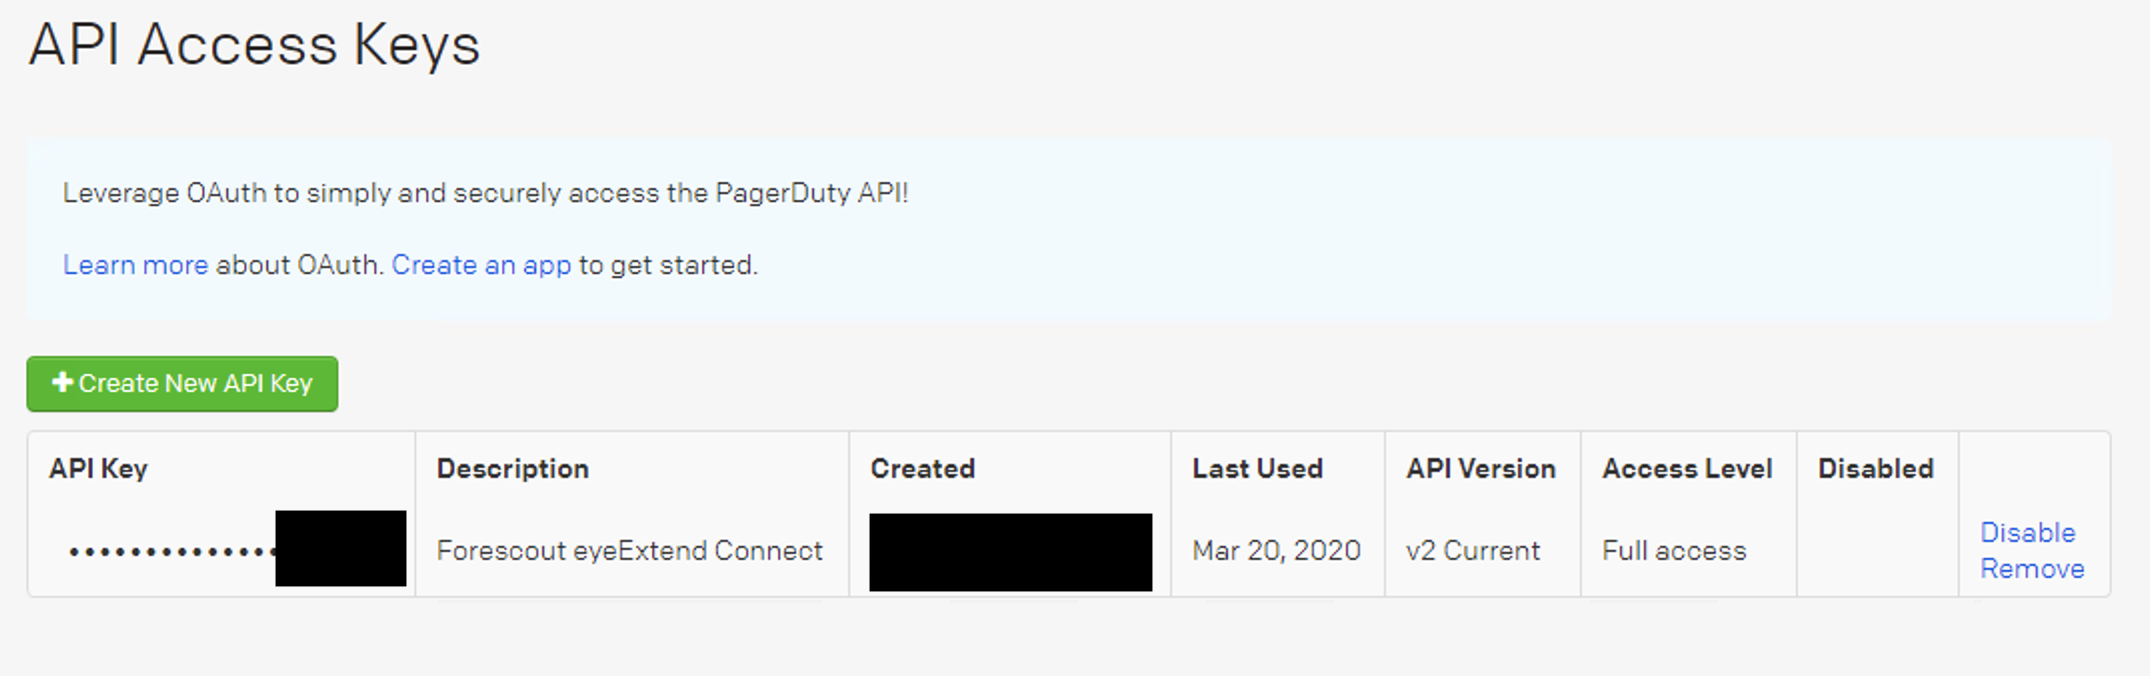 API Access Keys
Leverage OAuth to simply and securely access the PagerDuty API!
Learn more about OAuth. Create an app to get started.
Create New API Key
API Key Description Created Last Used API Version Access Level Disabled
•••••••••••••• Forescout eyeExtend Connect Mar 20, 2020 v2 Current Full access Disable
Remove